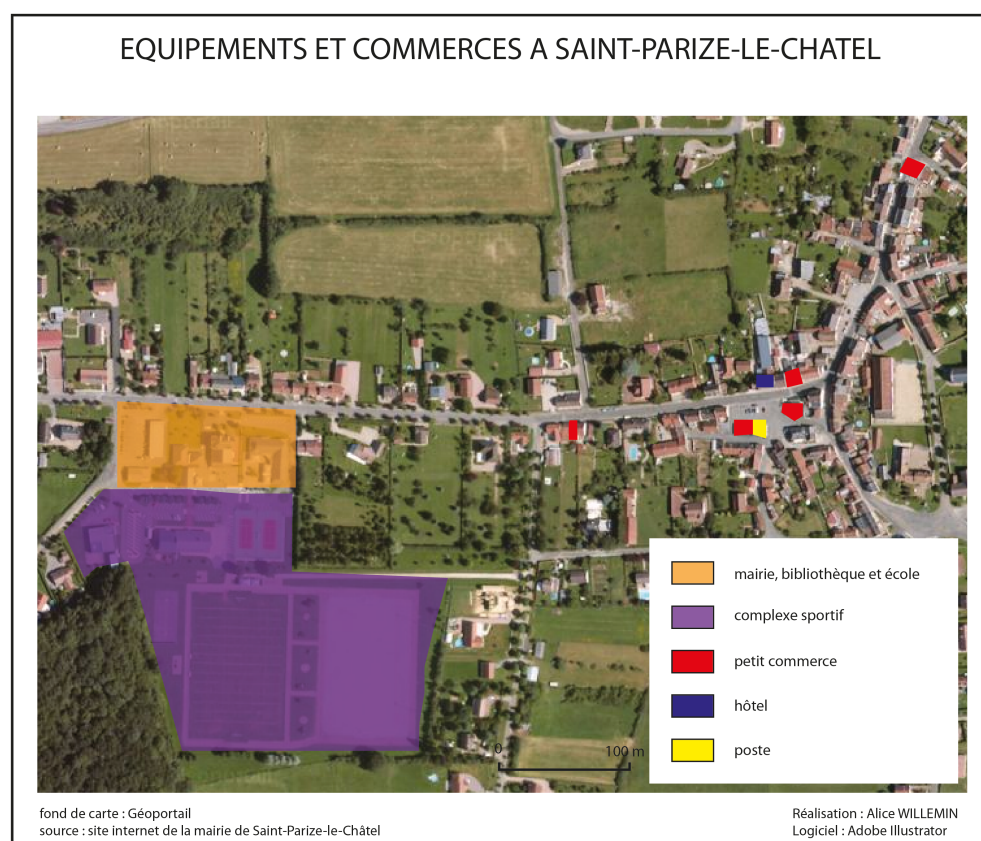 EQUIPEMENTS ET COMMERCES A SAINT-PARIZE-LE-CHATEL
mairie, bibliothèque et école
complexe sportif
petit commerce
hôtel
poste
0 100 m
fond de carte : Géoportail
source : site internet de la mairie de Saint-Parize-le-Châtel
Réalisation : Alice WILLEMIN
Logiciel : Adobe Illustrator